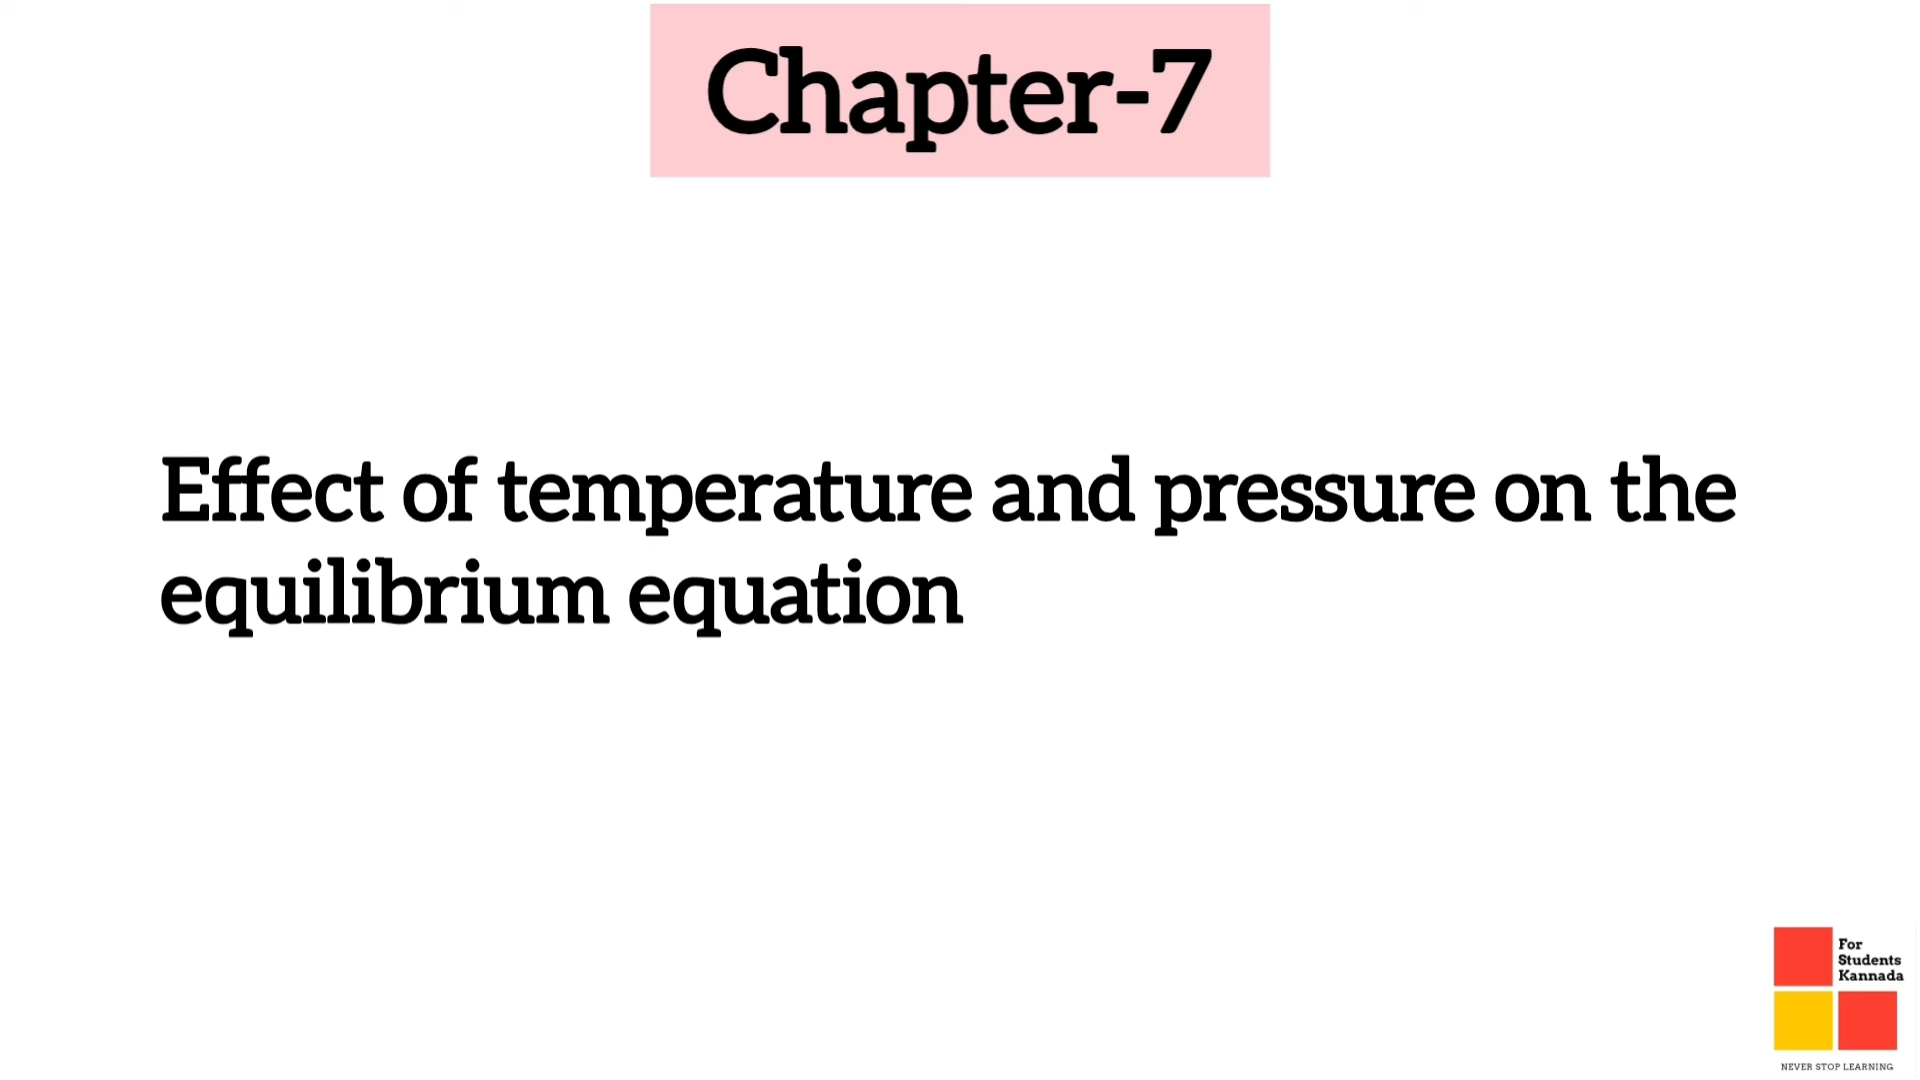 Chapter-7
Effect of temperature and pressure on the
equilibrium equation
For
Students
Kannada
NEVER STOP LEARNING